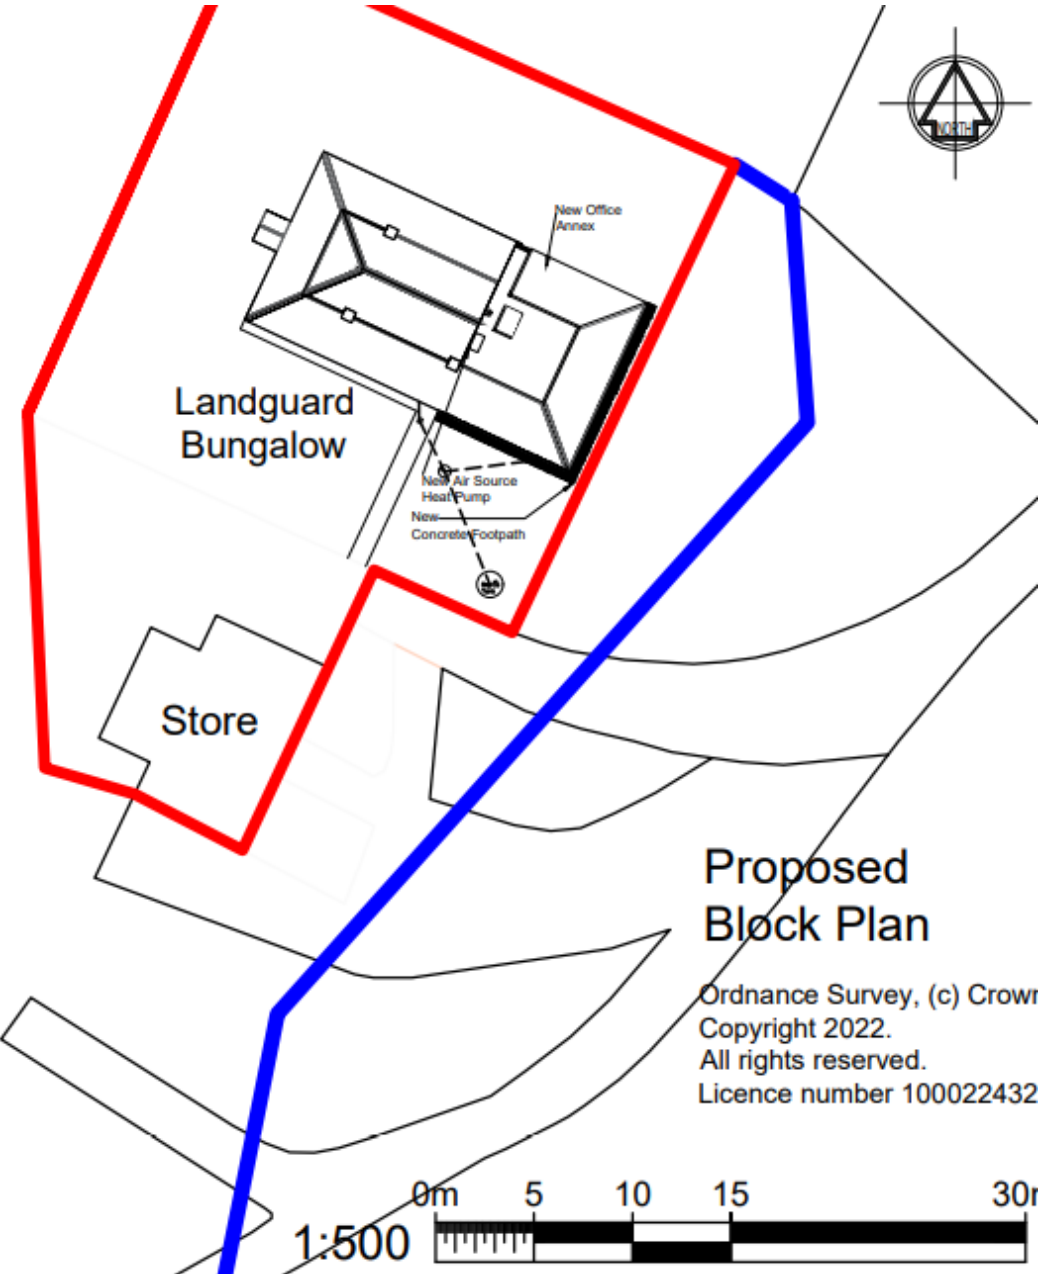 NORTH
New Office
Annex
Landguard
Bungalow
New Air Source
Heat Pump
New
Concrete Footpath
Store
Proposed
Block Plan
Ordnance Survey, (c) Crown
Copyright 2022.
All rights reserved.
Licence number 100022432
0m 5 10 15 30m
1:500